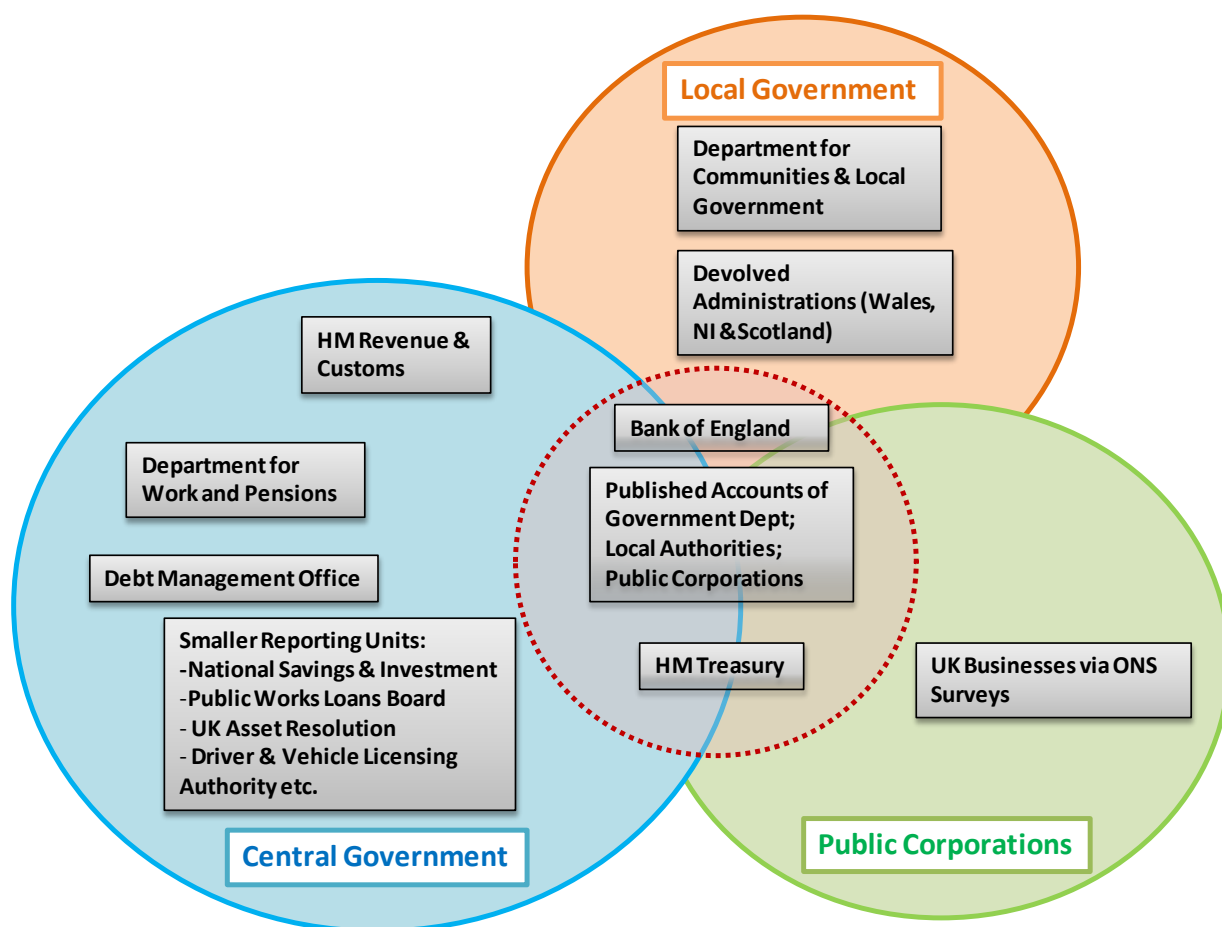 Local Government
Department for
Communities & Local
Government
Devolved
Administrations (Wales,
NI &Scotland)
HM Revenue &
Customs
Bank of England
Department for
Work and Pensions
Published Accounts of
Government Dept;
Local Authorities;
Public Corporations
Debt Management Office
Smaller Reporting Units:
-National Savings & Investment
-Public Works Loans Board
- UK Asset Resolution
- Driver & Vehicle Licensing
Authority etc.
HM Treasury
UK Businesses via ONS
Surveys
Central Government
Public Corporations